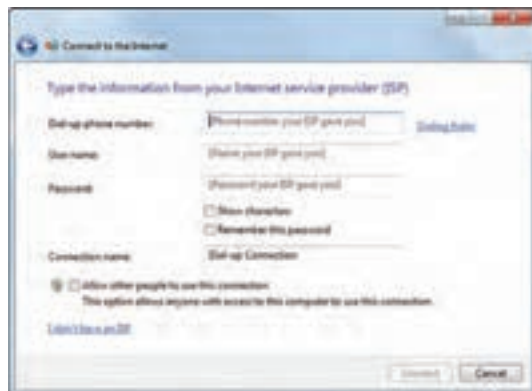 Connect to the Internet
Type the information from your Internet service provider (ISP)
Dial-up phone number: [Phone number your ISP gave you] Dialing Rules
User name: [Name your ISP gave you]
Password: [Password your ISP gave you]
Show characters
Remember this password
Connection name: Dial-up Connection
Allow other people to use this connection
This option allows anyone with access to this computer to use this connection.
I don't have an ISP
Connect Cancel